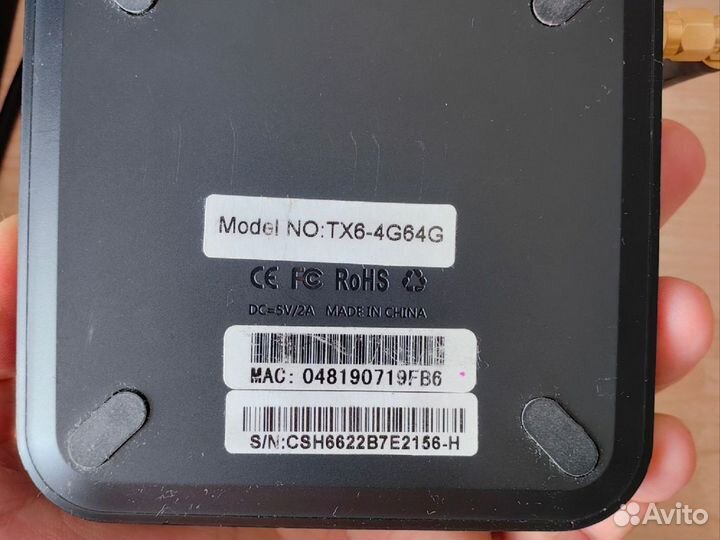 Model NO:TX6-4G64G
CE FC RoHS
DC=5V/2A MADE IN CHINA
MAC: 048190719FB6
S/N:CSH6622B7E2156-H
Avito